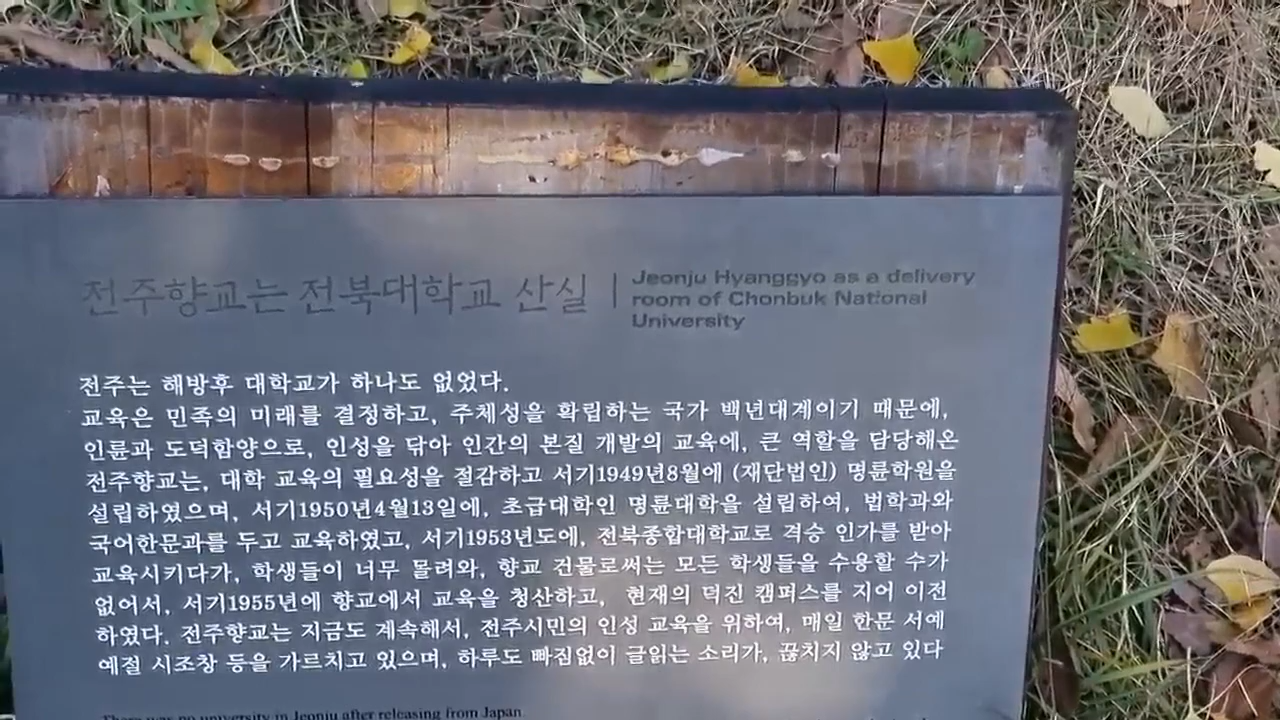 전주향교는 전북대학교 산실
Jeonju Hyanggyo as a delivery
room of Chonbuk National
University
전주는 해방후 대학교가 하나도 없었다.
교육은 민족의 미래를 결정하고, 주체성을 확립하는 국가 백년대계이기 때문에,
인륜과 도덕함양으로, 인성을 닦아 인간의 본질 개발의 교육에, 큰 역할을 담당해온
전주향교는, 대학 교육의 필요성을 절감하고 서기1949년8월에 (재단법인) 명륜학원을
설립하였으며, 서기1950년4월13일에, 초급대학인 명륜대학을 설립하여, 법학과와
국어한문과를 두고 교육하였고, 서기1953년도에, 전북종합대학교로 격승 인가를 받아
교육시키다가, 학생들이 너무 몰려와, 향교 건물로써는 모든 학생들을 수용할 수가
없어서, 서기1955년에 향교에서 교육을 청산하고, 현재의 덕진 캠퍼스를 지어 이전
하였다. 전주향교는 지금도 계속해서, 전주시민의 인성 교육을 위하여, 매일 한문 서예
예절 시조창 등을 가르치고 있으며, 하루도 빠짐없이 글읽는 소리가, 끊치지 않고 있다
There was no university in Jeonju after releasing from Japan